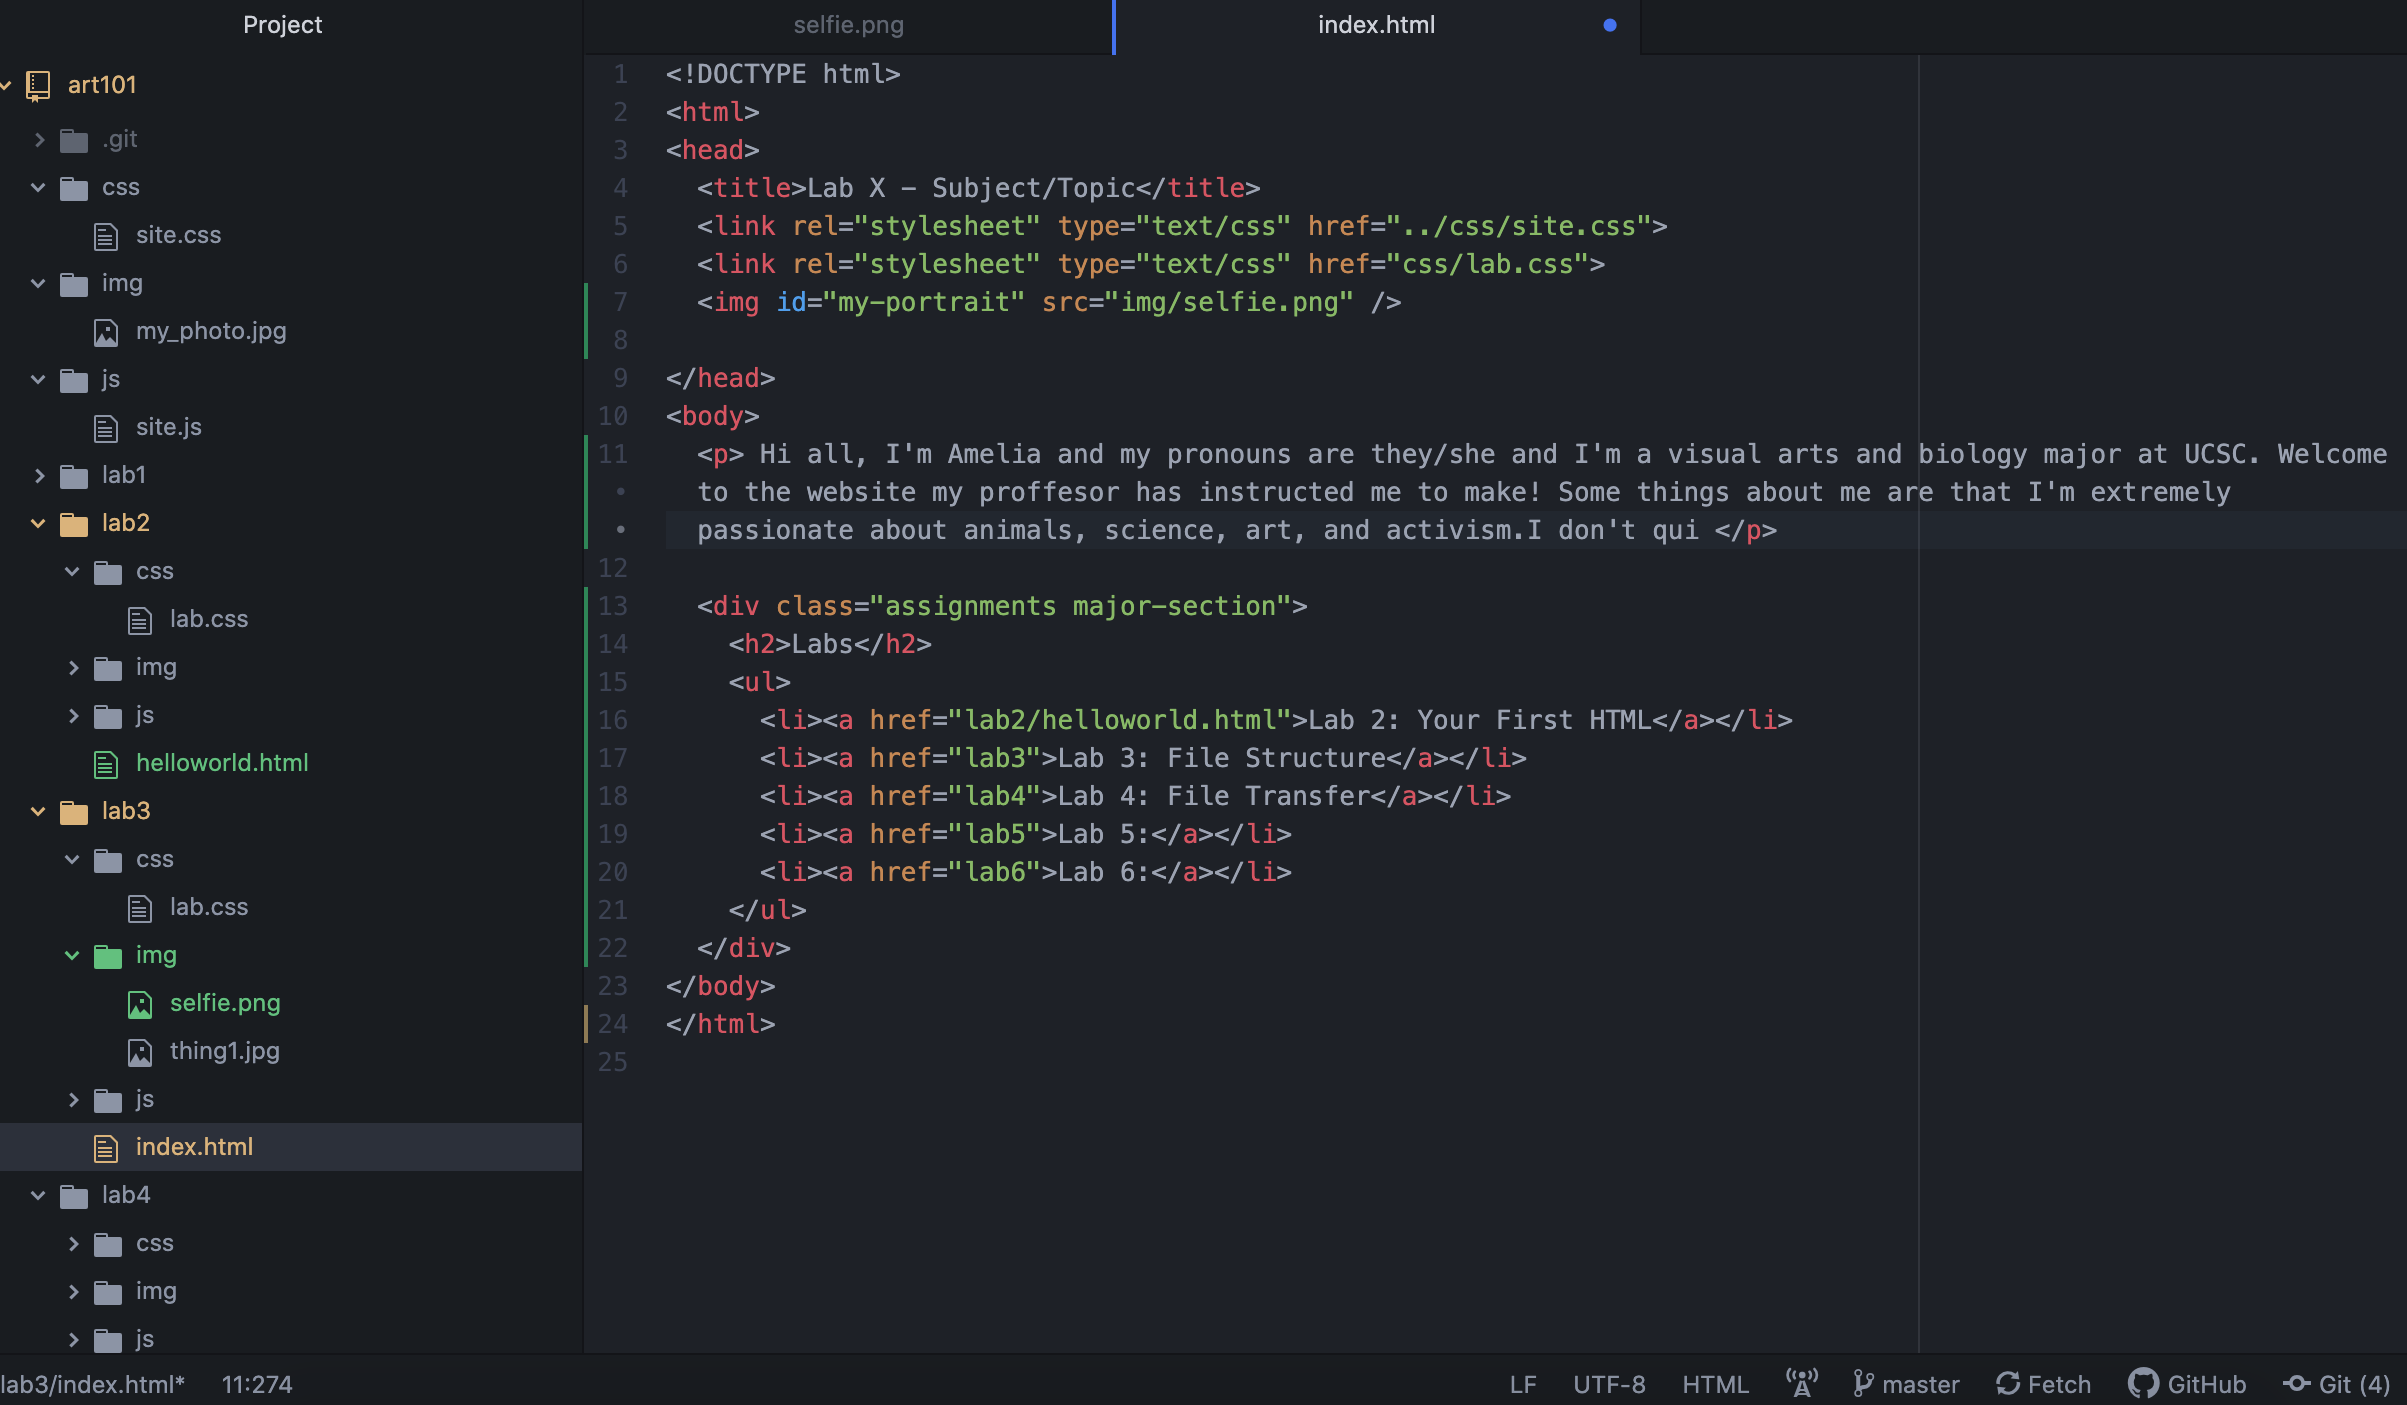 Project
art101
.git
css
site.css
img
my_photo.jpg
js
site.js
lab1
lab2
css
lab.css
img
js
helloworld.html
lab3
css
lab.css
img
selfie.png
thing1.jpg
js
index.html
lab4
css
img
js
selfie.png
index.html
1 <!DOCTYPE html>
2 <html>
3 <head>
4   <title>Lab X - Subject/Topic</title>
5   <link rel="stylesheet" type="text/css" href="../css/site.css">
6   <link rel="stylesheet" type="text/css" href="css/lab.css">
7   <img id="my-portrait" src="img/selfie.png" />
8
9 </head>
10 <body>
11   <p> Hi all, I'm Amelia and my pronouns are they/she and I'm a visual arts and biology major at UCSC. Welcome
•   to the website my proffesor has instructed me to make! Some things about me are that I'm extremely
•   passionate about animals, science, art, and activism.I don't qui </p>
12
13   <div class="assignments major-section">
14     <h2>Labs</h2>
15     <ul>
16       <li><a href="lab2/helloworld.html">Lab 2: Your First HTML</a></li>
17       <li><a href="lab3">Lab 3: File Structure</a></li>
18       <li><a href="lab4">Lab 4: File Transfer</a></li>
19       <li><a href="lab5">Lab 5:</a></li>
20       <li><a href="lab6">Lab 6:</a></li>
21     </ul>
22   </div>
23 </body>
24 </html>
25
lab3/index.html* 11:274 LF UTF-8 HTML master Fetch GitHub Git (4)